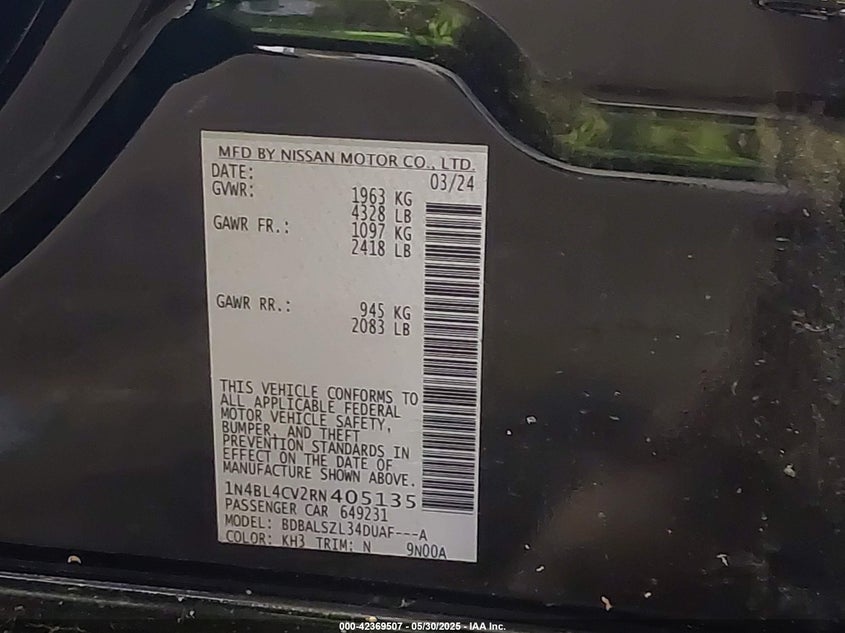 MFD BY NISSAN MOTOR CO., LTD.
DATE: 03/24
GVWR: 1963 KG
4328 LB
GAWR FR.: 1097 KG
2418 LB
GAWR RR.: 945 KG
2083 LB
THIS VEHICLE CONFORMS TO
ALL APPLICABLE FEDERAL
MOTOR VEHICLE SAFETY,
BUMPER, AND THEFT
PREVENTION STANDARDS IN
EFFECT ON THE DATE OF
MANUFACTURE SHOWN ABOVE.
1N4BL4CV2RN405135
PASSENGER CAR 649231
MODEL: BDBALSZL34DUAF---A
COLOR: KH3 TRIM: N 9N00A
000-42369507 - 05/30/2025 - IAA Inc.